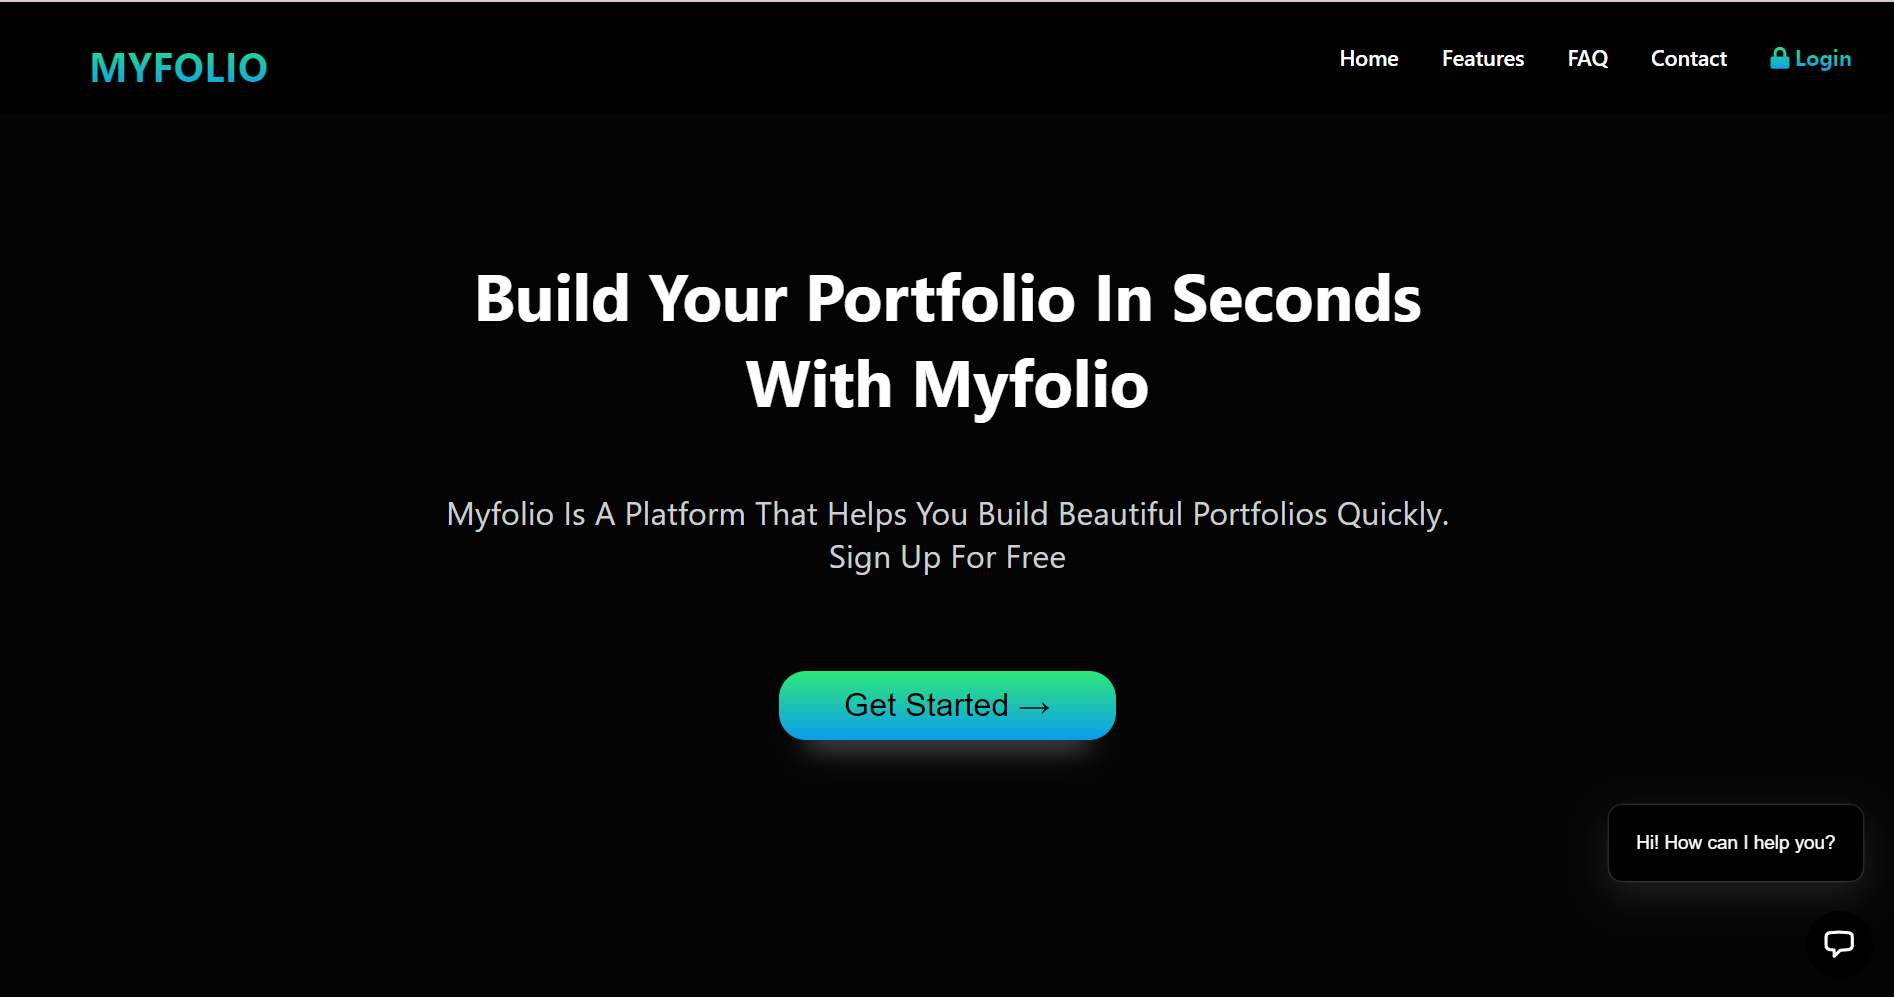 MYFOLIO
Home
Features
FAQ
Contact
Login
Build Your Portfolio In Seconds
With Myfolio
Myfolio Is A Platform That Helps You Build Beautiful Portfolios Quickly.
Sign Up For Free
Get Started →
Hi! How can I help you?